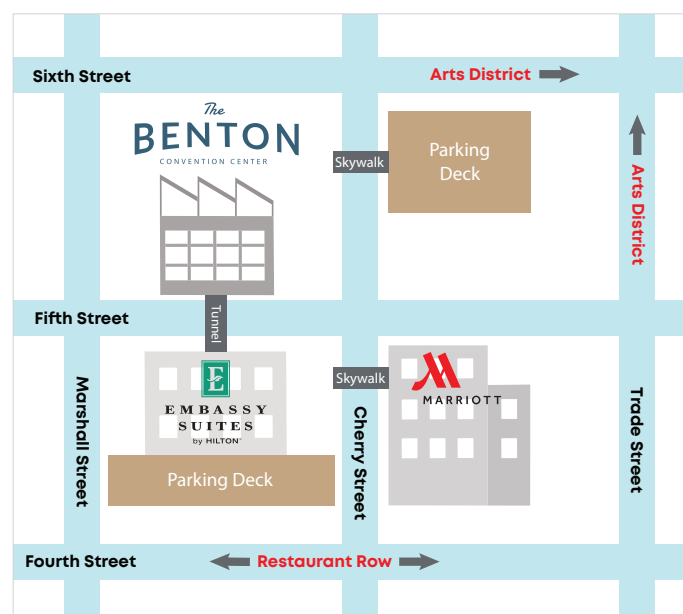 Sixth Street
Arts District
The
BENTON
CONVENTION CENTER
Skywalk
Parking
Deck
Arts District
Fifth Street
Tunnel
E
EMBASSY
SUITES
by HILTON™
Skywalk
MARRIOTT
Marshall Street
Cherry Street
Trade Street
Parking Deck
Fourth Street
Restaurant Row